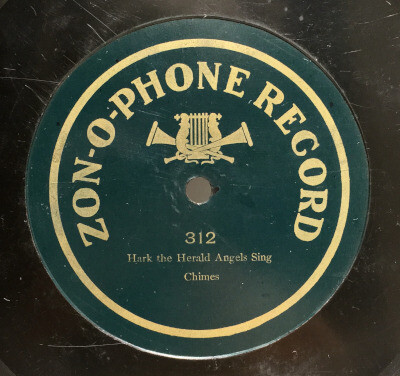 ZON-O-PHONE RECORD
312
Hark the Herald Angels Sing
Chimes